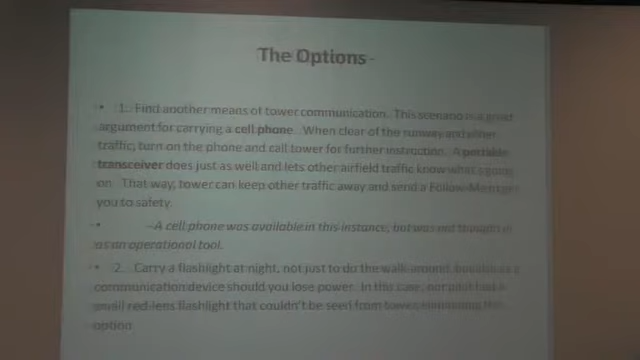 The Options
• 1. Find another means of tower communication. This scenario is a great
argument for carrying a cell phone. When clear of the runway and other
traffic, turn on the phone and call tower for further instruction. A portable
transceiver does just as well and lets other airfield traffic know what's going
on. That way, tower can keep other traffic away and send a Follow-Me
you to safety.
• —A cell phone was available in this instance, but was not thought of
as an operational tool.
• 2. Carry a flashlight at night, not just to do the walk-around, but as a
communication device should you lose power. In this case, our pilot had a
small red-lens flashlight that couldn't be seen from tower, eliminating this
option